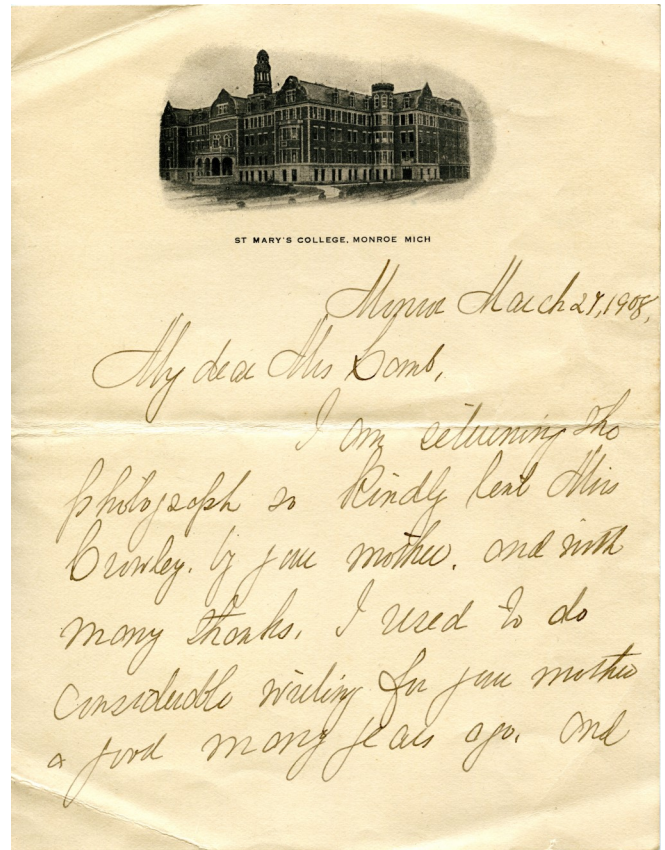 ST MARY'S COLLEGE, MONROE MICH
Monroe March 27, 1908,
My dear Mrs Comb,
I am returning the
photograph so kindly lent Mrs
Crowley. by your mother. and with
many thanks. I used to do
considerable writing for your mother
a good many years ago. and